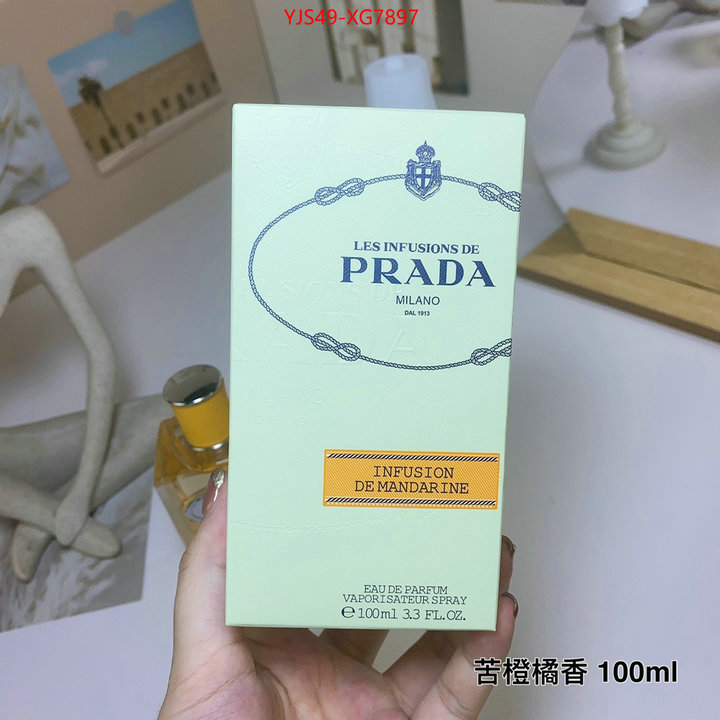 YJS49-XG7897
LES INFUSIONS DE
PRADA
MILANO
DAL 1913
INFUSION
DE MANDARINE
EAU DE PARFUM
VAPORISATEUR SPRAY
℮ 100ml 3.3 FL.OZ.
苦橙橘香 100ml